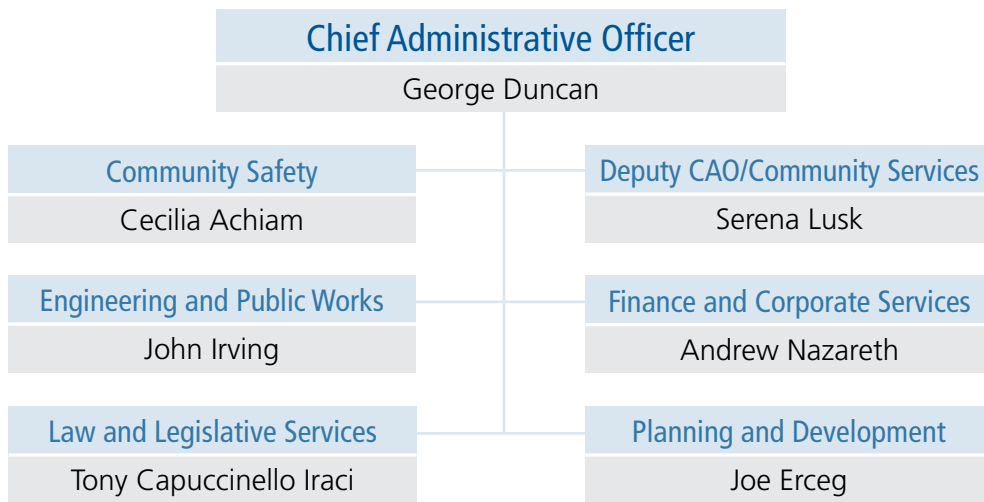 Chief Administrative Officer
George Duncan
Community Safety
Cecilia Achiam
Deputy CAO/Community Services
Serena Lusk
Engineering and Public Works
John Irving
Finance and Corporate Services
Andrew Nazareth
Law and Legislative Services
Tony Capuccinello Iraci
Planning and Development
Joe Erceg